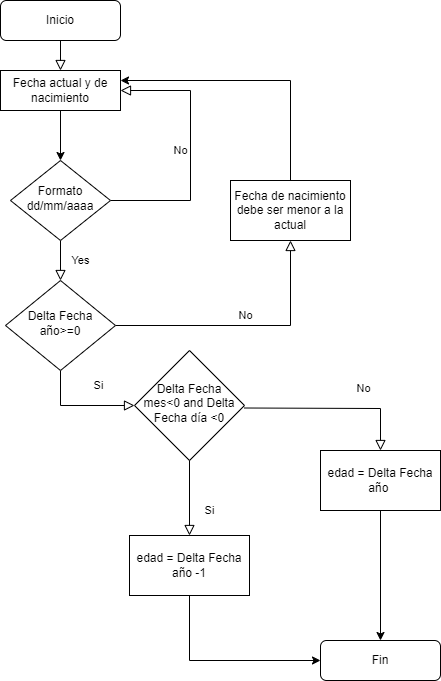 Inicio
Fecha actual y de
nacimiento
No
Formato
dd/mm/aaaa
Fecha de nacimiento
debe ser menor a la
actual
Yes
Delta Fecha
año>=0
No
Si
Delta Fecha
mes<0 and Delta
Fecha día <0
No
edad = Delta Fecha
año
Si
edad = Delta Fecha
año -1
Fin